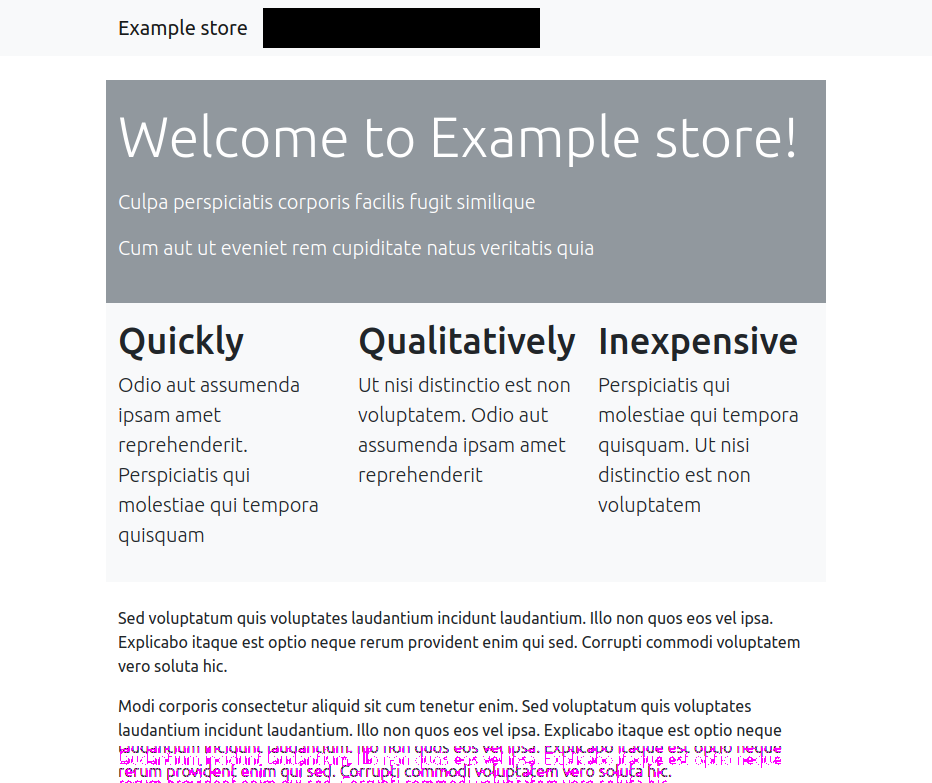 Example store
Welcome to Example store!
Culpa perspiciatis corporis facilis fugit similique
Cum aut ut eveniet rem cupiditate natus veritatis quia
Quickly
Odio aut assumenda
ipsam amet
reprehenderit.
Perspiciatis qui
molestiae qui tempora
quisquam
Qualitatively
Ut nisi distinctio est non
voluptatem. Odio aut
assumenda ipsam amet
reprehenderit
Inexpensive
Perspiciatis qui
molestiae qui tempora
quisquam. Ut nisi
distinctio est non
voluptatem
Sed voluptatum quis voluptates laudantium incidunt laudantium. Illo non quos eos vel ipsa.
Explicabo itaque est optio neque rerum provident enim qui sed. Corrupti commodi voluptatem
vero soluta hic.
Modi corporis consectetur aliquid sit cum tenetur enim. Sed voluptatum quis voluptates
laudantium incidunt laudantium. Illo non quos eos vel ipsa. Explicabo itaque est optio neque
laudantium incidunt laudantium. Illo non quos eos vel ipsa. Explicabo itaque est optio neque
rerum provident enim qui sed. Corrupti commodi voluptatem vero soluta hic.